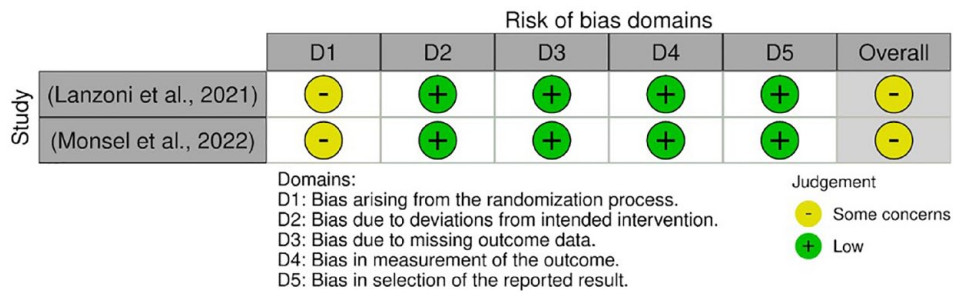 Risk of bias domains
D1 D2 D3 D4 D5 Overall
Study
(Lanzoni et al., 2021) - + + + + -
(Monsel et al., 2022) - + + + + -
Domains:
D1: Bias arising from the randomization process.
D2: Bias due to deviations from intended intervention.
D3: Bias due to missing outcome data.
D4: Bias in measurement of the outcome.
D5: Bias in selection of the reported result.
Judgement
- Some concerns
+ Low